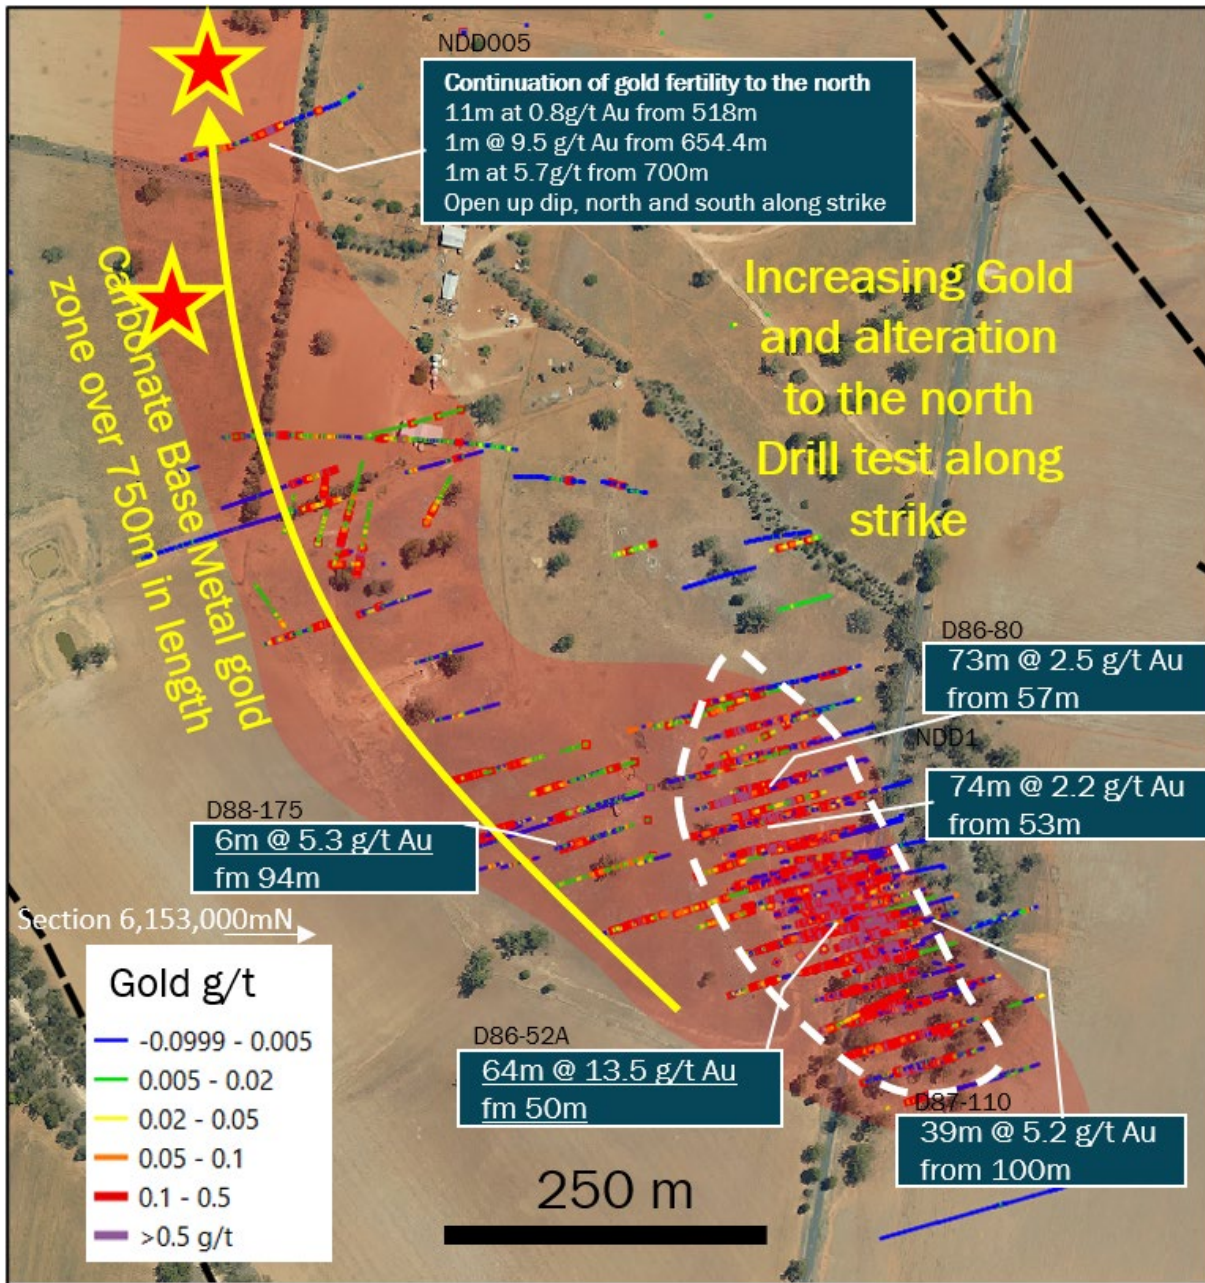 NDD005
Continuation of gold fertility to the north
11m at 0.8g/t Au from 518m
1m @ 9.5 g/t Au from 654.4m
1m at 5.7g/t from 700m
Open up dip, north and south along strike
Carbonate Base Metal gold
zone over 750m in length
Increasing Gold
and alteration
to the north
Drill test along
strike
D86-80
73m @ 2.5 g/t Au
from 57m
NDD1
74m @ 2.2 g/t Au
from 53m
D88-175
6m @ 5.3 g/t Au
fm 94m
Section 6,153,000mN
Gold g/t
-0.0999 - 0.005
0.005 - 0.02
0.02 - 0.05
0.05 - 0.1
0.1 - 0.5
>0.5 g/t
D86-52A
64m @ 13.5 g/t Au
fm 50m
D87-110
39m @ 5.2 g/t Au
from 100m
250 m